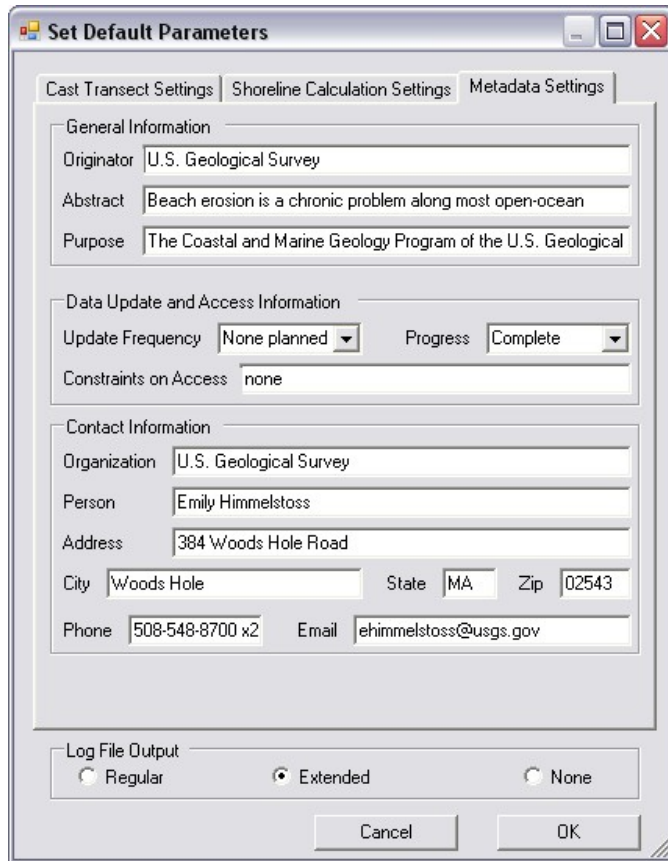 Set Default Parameters
Cast Transect Settings Shoreline Calculation Settings Metadata Settings
General Information
Originator U.S. Geological Survey
Abstract Beach erosion is a chronic problem along most open-ocean
Purpose The Coastal and Marine Geology Program of the U.S. Geological
Data Update and Access Information
Update Frequency None planned Progress Complete
Constraints on Access none
Contact Information
Organization U.S. Geological Survey
Person Emily Himmelstoss
Address 384 Woods Hole Road
City Woods Hole State MA Zip 02543
Phone 508-548-8700 x2 Email ehimmelstoss@usgs.gov
Log File Output
Regular Extended None
Cancel OK